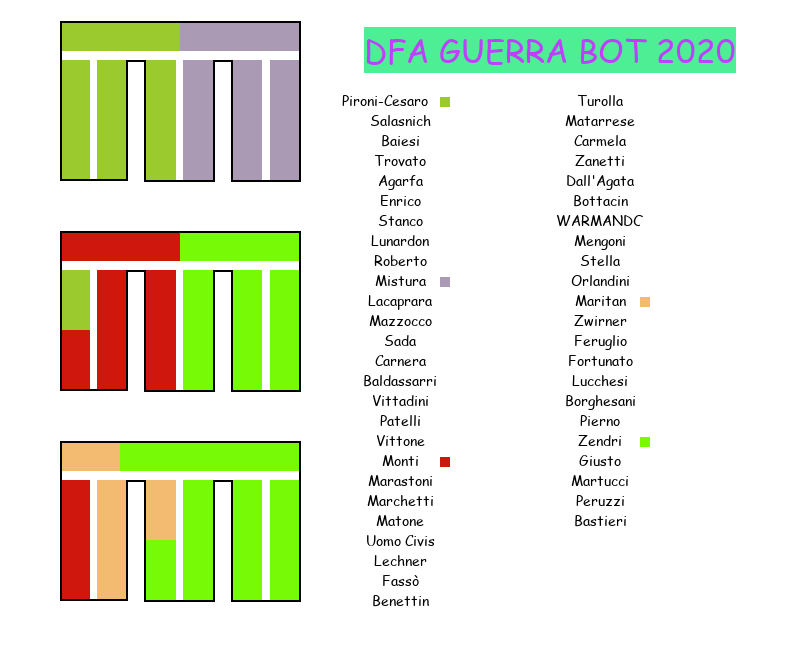 DFA GUERRA BOT 2020
Pironi-Cesaro
Salasnich
Baiesi
Trovato
Agarfa
Enrico
Stanco
Lunardon
Roberto
Mistura
Lacaprara
Mazzocco
Sada
Carnera
Baldassarri
Vittadini
Patelli
Vittone
Monti
Marastoni
Marchetti
Matone
Uomo Civis
Lechner
Fassò
Benettin
Turolla
Matarrese
Carmela
Zanetti
Dall'Agata
Bottacin
WARMANDC
Mengoni
Stella
Orlandini
Maritan
Zwirner
Feruglio
Fortunato
Lucchesi
Borghesani
Pierno
Zendri
Giusto
Martucci
Peruzzi
Bastieri